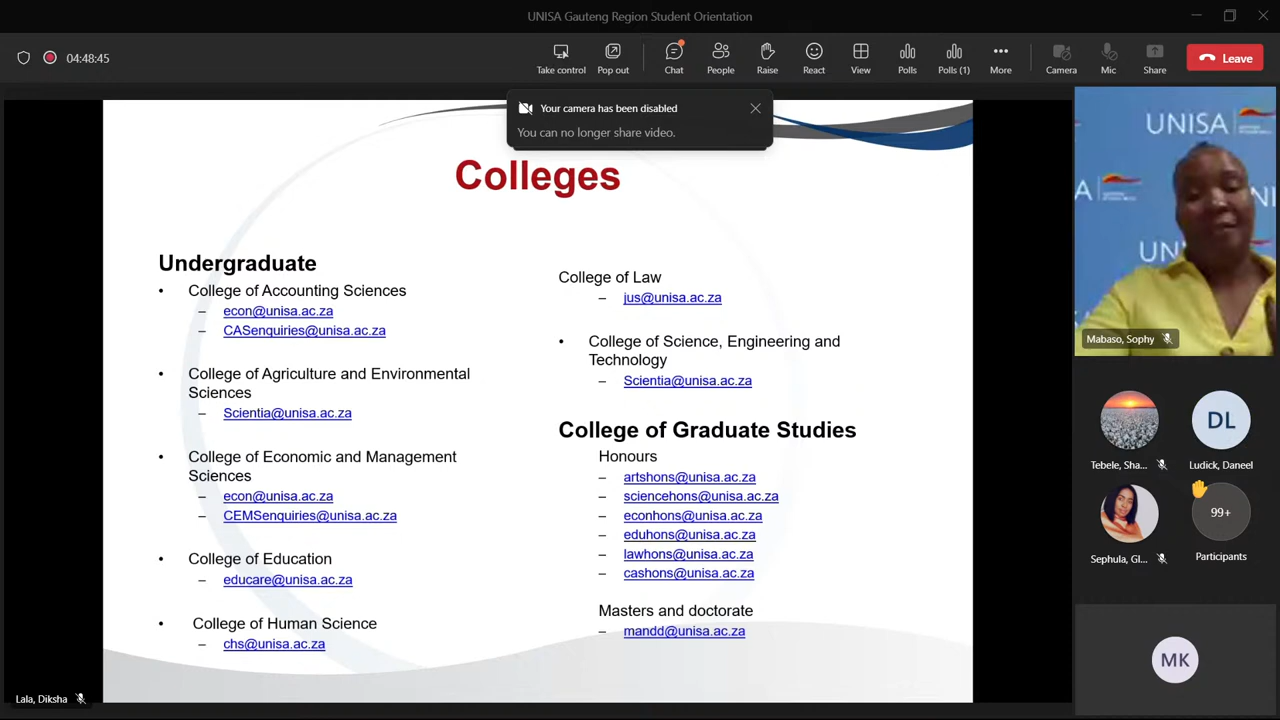 UNISA Gauteng Region Student Orientation
04:48:45
Take control
Pop out
Chat
People
Raise
React
View
Polls
Polls (1)
More
Camera
Mic
Share
Leave
Your camera has been disabled
You can no longer share video.
Colleges
Undergraduate
• College of Accounting Sciences
– econ@unisa.ac.za
– CASenquiries@unisa.ac.za
• College of Agriculture and Environmental
Sciences
– Scientia@unisa.ac.za
• College of Economic and Management
Sciences
– econ@unisa.ac.za
– CEMSenquiries@unisa.ac.za
• College of Education
– educare@unisa.ac.za
• College of Human Science
– chs@unisa.ac.za
College of Law
– jus@unisa.ac.za
• College of Science, Engineering and
Technology
– Scientia@unisa.ac.za
College of Graduate Studies
Honours
– artshons@unisa.ac.za
– sciencehons@unisa.ac.za
– econhons@unisa.ac.za
– eduhons@unisa.ac.za
– lawhons@unisa.ac.za
– cashons@unisa.ac.za
Masters and doctorate
– mandd@unisa.ac.za
Lala, Diksha
UNISA
Mabaso, Sophy
DL
Tebele, Sha...
Ludick, Daneel
99+
Sephula, Gl...
Participants
MK